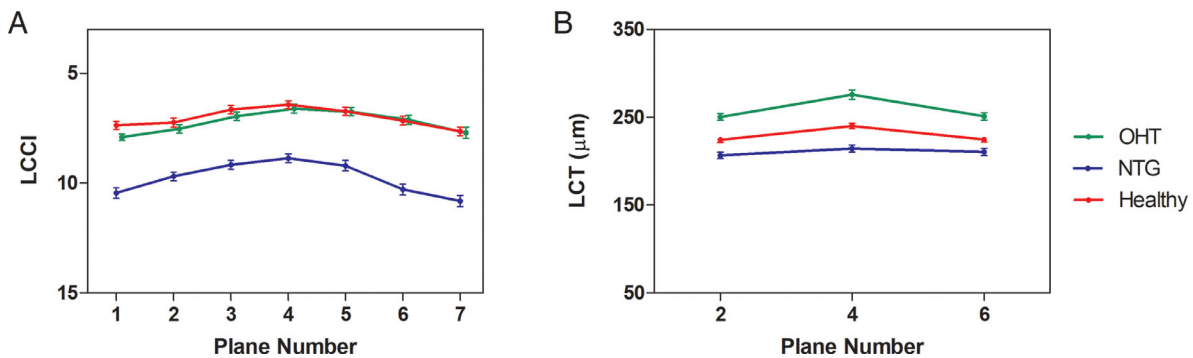 A
B
LCCI
5
10
15
1 2 3 4 5 6 7
Plane Number
LCT (μm)
350
250
150
50
2 4 6
Plane Number
OHT
NTG
Healthy